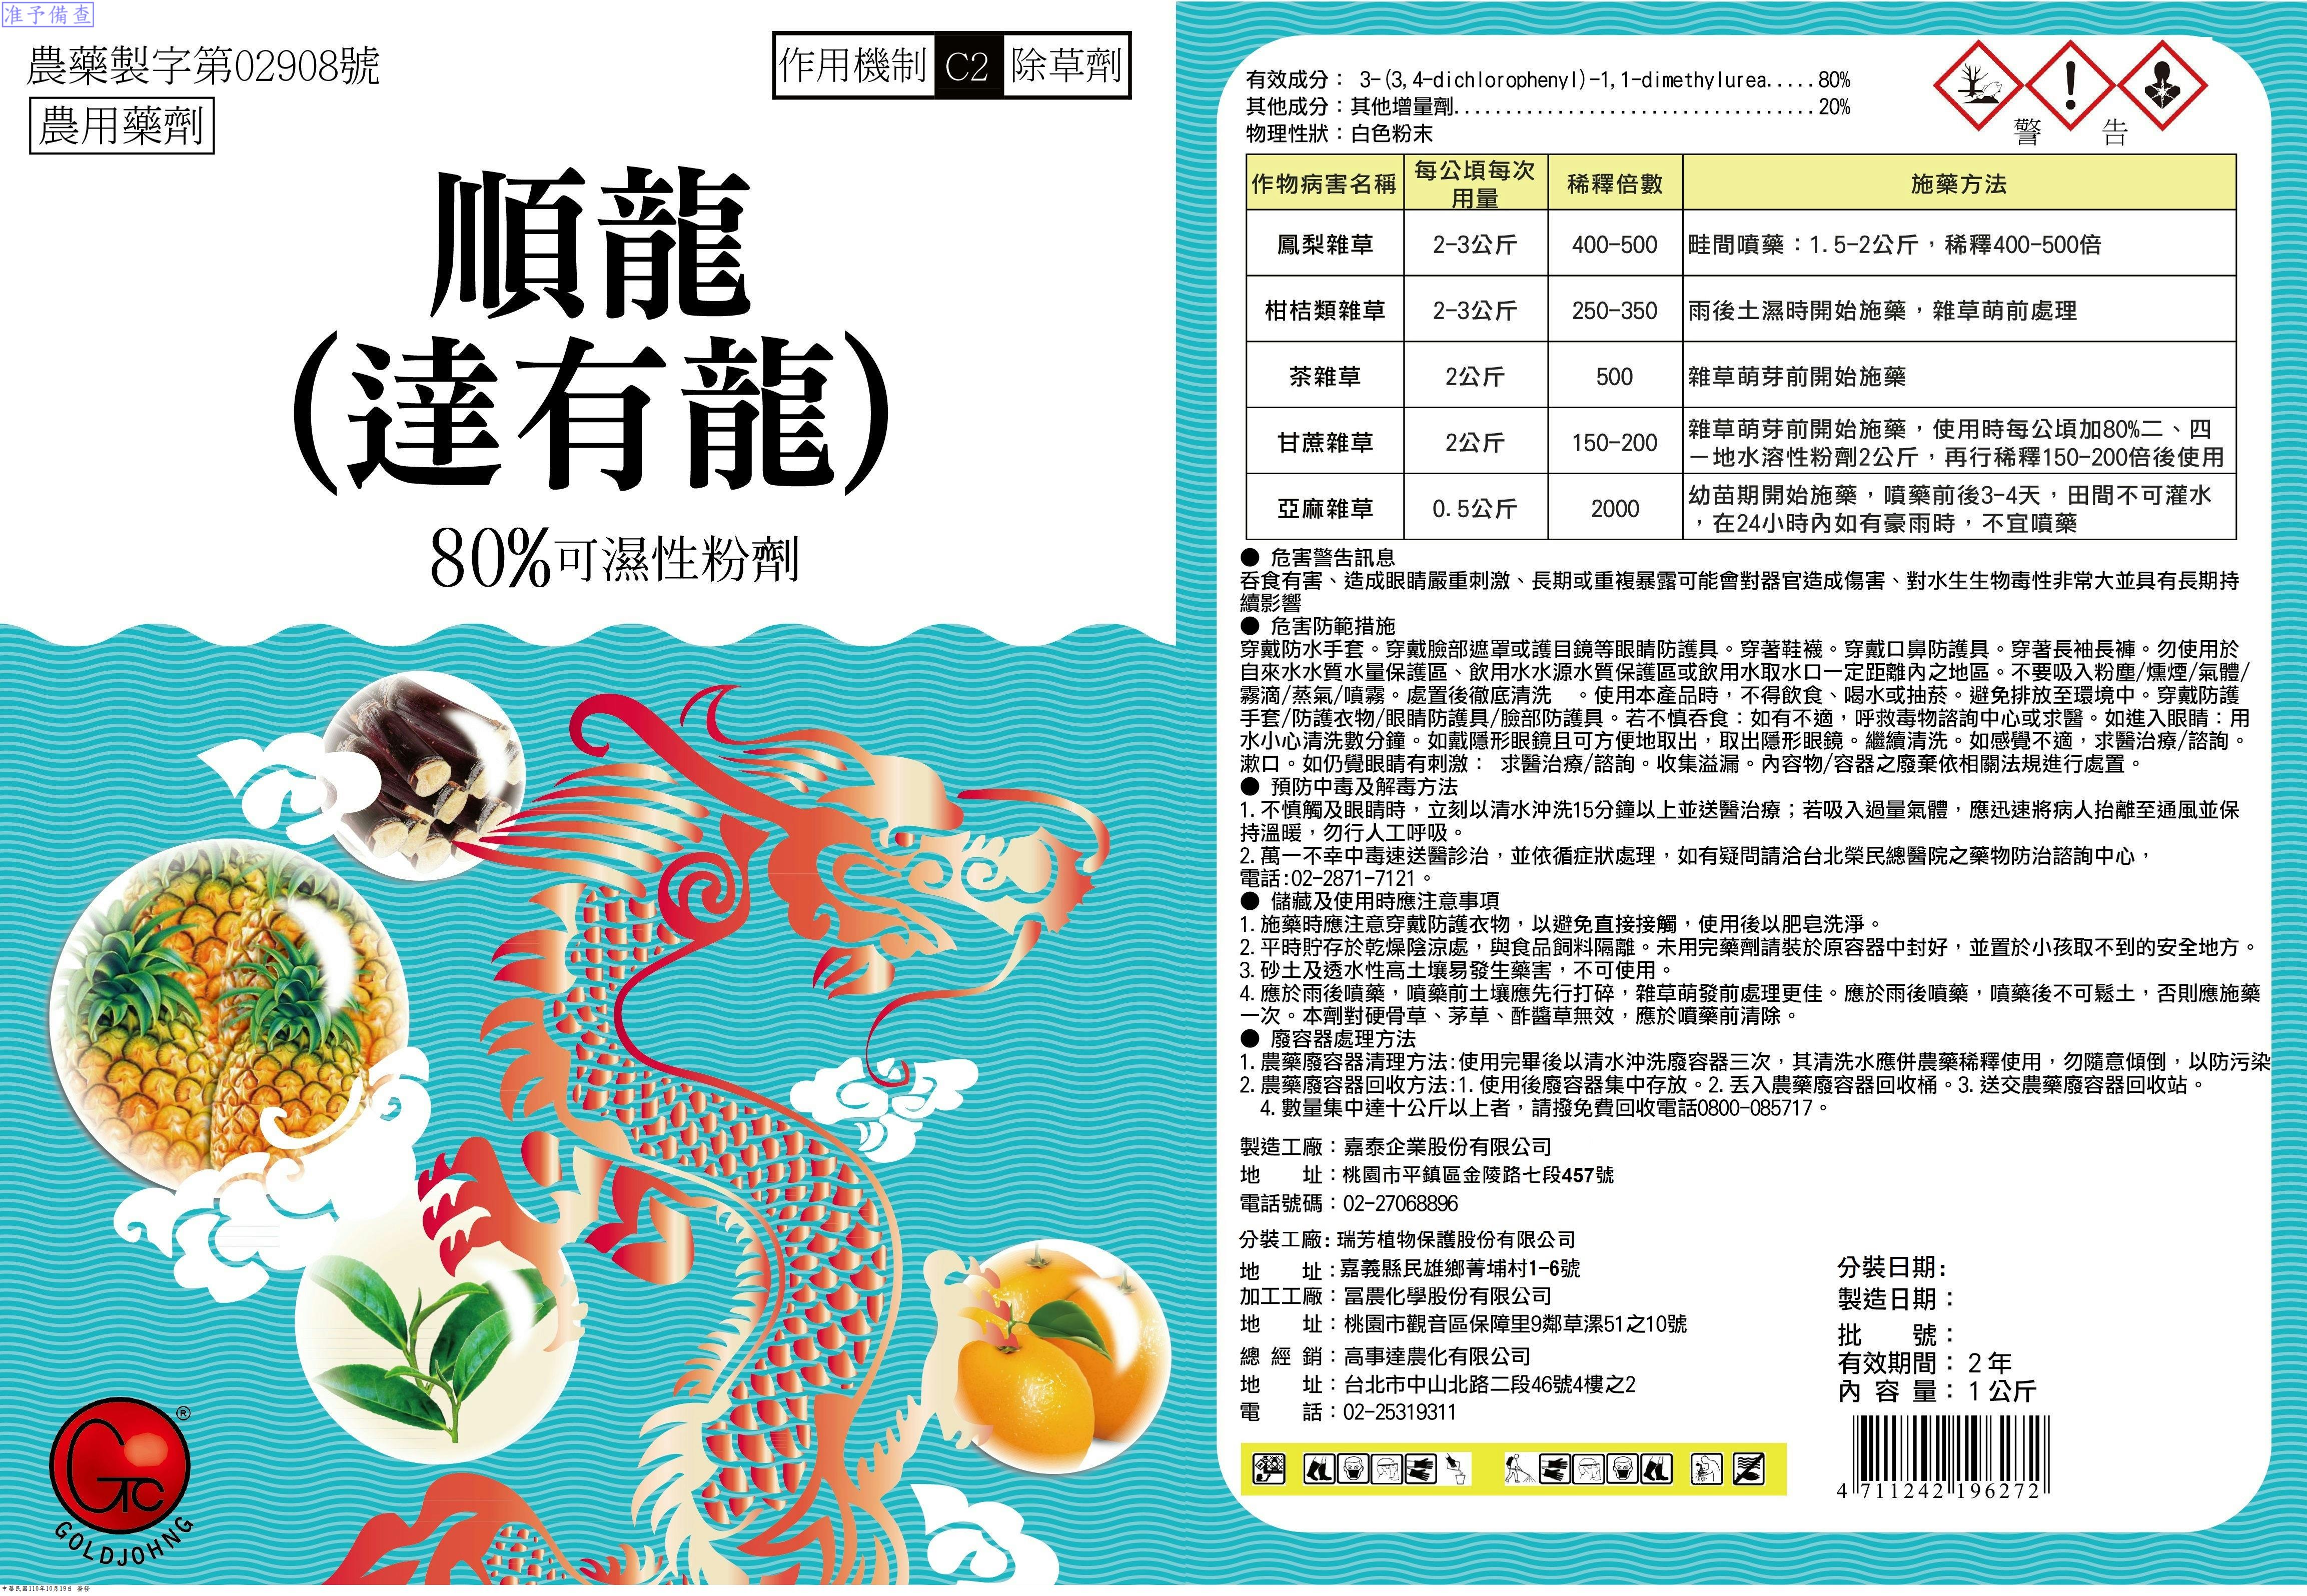 准予備查
農藥製字第02908號
農用藥劑
作用機制 C2 除草劑
順龍
(達有龍)
80%可濕性粉劑
GTC ®
GOLDJOHNG
中華民國110年10月19日 簽發
有效成分： 3-(3,4-dichlorophenyl)-1,1-dimethylurea.....80%
其他成分：其他增量劑...................................20%
物理性狀：白色粉末
警 告
作物病害名稱 每公頃每次用量 稀釋倍數 施藥方法
鳳梨雜草 2-3公斤 400-500 畦間噴藥：1.5-2公斤，稀釋400-500倍
柑桔類雜草 2-3公斤 250-350 雨後土濕時開始施藥，雜草萌前處理
茶雜草 2公斤 500 雜草萌芽前開始施藥
甘蔗雜草 2公斤 150-200 雜草萌芽前開始施藥，使用時每公頃加80%二、四
一地水溶性粉劑2公斤，再行稀釋150-200倍後使用
亞麻雜草 0.5公斤 2000 幼苗期開始施藥，噴藥前後3-4天，田間不可灌水
，在24小時內如有豪雨時，不宜噴藥
● 危害警告訊息
吞食有害、造成眼睛嚴重刺激、長期或重複暴露可能會對器官造成傷害、對水生生物毒性非常大並具有長期持
續影響
● 危害防範措施
穿戴防水手套。穿戴臉部遮罩或護目鏡等眼睛防護具。穿著鞋襪。穿戴口鼻防護具。穿著長袖長褲。勿使用於
自來水水質水量保護區、飲用水水源水質保護區或飲用水取水口一定距離內之地區。不要吸入粉塵/燻煙/氣體/
霧滴/蒸氣/噴霧。處置後徹底清洗　。使用本產品時，不得飲食、喝水或抽菸。避免排放至環境中。穿戴防護
手套/防護衣物/眼睛防護具/臉部防護具。若不慎吞食：如有不適，呼救毒物諮詢中心或求醫。如進入眼睛：用
水小心清洗數分鐘。如戴隱形眼鏡且可方便地取出，取出隱形眼鏡。繼續清洗。如感覺不適，求醫治療/諮詢。
漱口。如仍覺眼睛有刺激： 求醫治療/諮詢。收集溢漏。內容物/容器之廢棄依相關法規進行處置。
● 預防中毒及解毒方法
1.不慎觸及眼睛時，立刻以清水沖洗15分鐘以上並送醫治療；若吸入過量氣體，應迅速將病人抬離至通風並保
持溫暖，勿行人工呼吸。
2.萬一不幸中毒速送醫診治，並依循症狀處理，如有疑問請洽台北榮民總醫院之藥物防治諮詢中心，
電話:02-2871-7121。
● 儲藏及使用時應注意事項
1.施藥時應注意穿戴防護衣物，以避免直接接觸，使用後以肥皂洗淨。
2.平時貯存於乾燥陰涼處，與食品飼料隔離。未用完藥劑請裝於原容器中封好，並置於小孩取不到的安全地方。
3.砂土及透水性高土壤易發生藥害，不可使用。
4.應於雨後噴藥，噴藥前土壤應先行打碎，雜草萌發前處理更佳。應於雨後噴藥，噴藥後不可鬆土，否則應施藥
一次。本劑對硬骨草、茅草、酢醬草無效，應於噴藥前清除。
● 廢容器處理方法
1.農藥廢容器清理方法:使用完畢後以清水沖洗廢容器三次，其清洗水應併農藥稀釋使用，勿隨意傾倒，以防污染
2.農藥廢容器回收方法:1.使用後廢容器集中存放。2.丟入農藥廢容器回收桶。3.送交農藥廢容器回收站。
4.數量集中達十公斤以上者，請撥免費回收電話0800-085717。
製造工廠：嘉泰企業股份有限公司
地　　址：桃園市平鎮區金陵路七段457號
電話號碼：02-27068896
分裝工廠:瑞芳植物保護股份有限公司
地　　址:嘉義縣民雄鄉菁埔村1-6號
加工工廠：富農化學股份有限公司
地　　址：桃園市觀音區保障里9鄰草漯51之10號
總 經 銷：高事達農化有限公司
地　　址：台北市中山北路二段46號4樓之2
電　　話：02-25319311
分裝日期:
製造日期：
批　　號：
有效期間：2年
內 容 量：1公斤
4 711242 196272